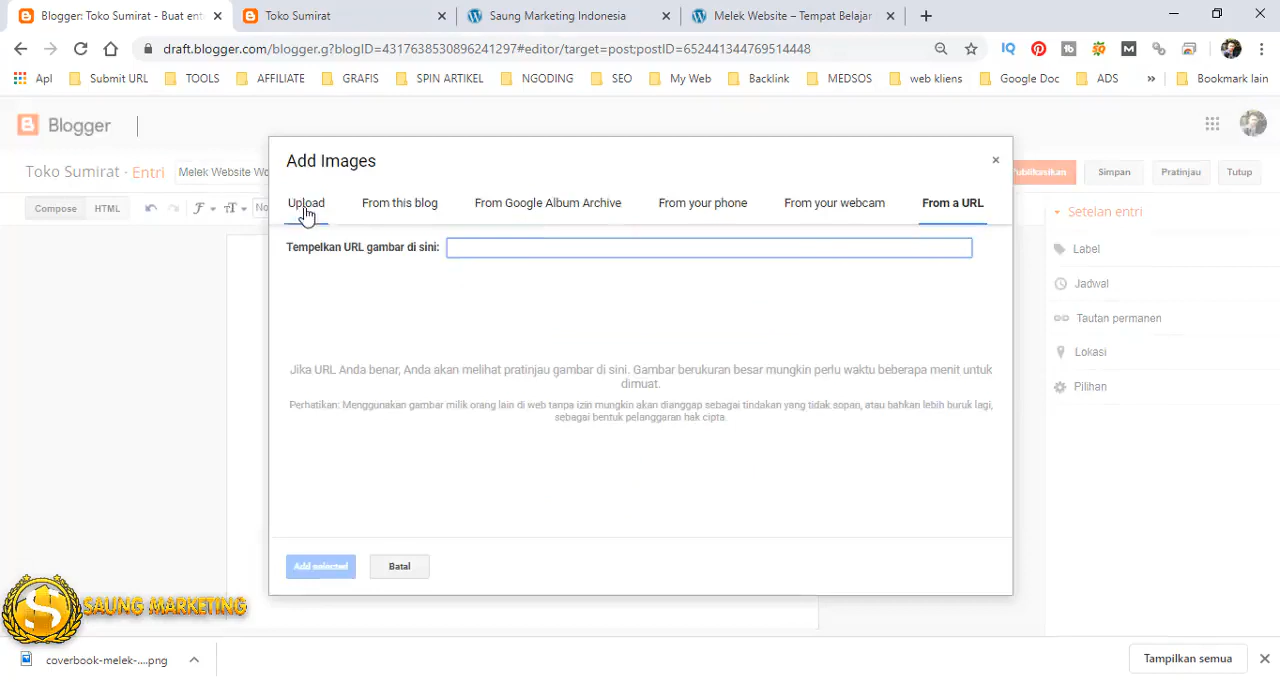 Blogger: Toko Sumirat - Buat entr
Toko Sumirat
Saung Marketing Indonesia
Melek Website – Tempat Belajar
draft.blogger.com/blogger.g?blogID=4317638530896241297#editor/target=post;postID=652441344769514448
Apl
Submit URL
TOOLS
AFFILIATE
GRAFIS
SPIN ARTIKEL
NGODING
SEO
My Web
Backlink
MEDSOS
web kliens
Google Doc
ADS
»
Bookmark lain
Blogger
Toko Sumirat · Entri
Melek Website Wo
Publikasikan
Simpan
Pratinjau
Tutup
Compose
HTML
No
Add Images
Upload
From this blog
From Google Album Archive
From your phone
From your webcam
From a URL
Tempelkan URL gambar di sini:
Jika URL Anda benar, Anda akan melihat pratinjau gambar di sini. Gambar berukuran besar mungkin perlu waktu beberapa menit untuk
dimuat.
Perhatikan: Menggunakan gambar milik orang lain di web tanpa izin mungkin akan dianggap sebagai tindakan yang tidak sopan, atau bahkan lebih buruk lagi,
sebagai bentuk pelanggaran hak cipta.
Add selected
Batal
Setelan entri
Label
Jadwal
Tautan permanen
Lokasi
Pilihan
SAUNG MARKETING
coverbook-melek-....png
Tampilkan semua